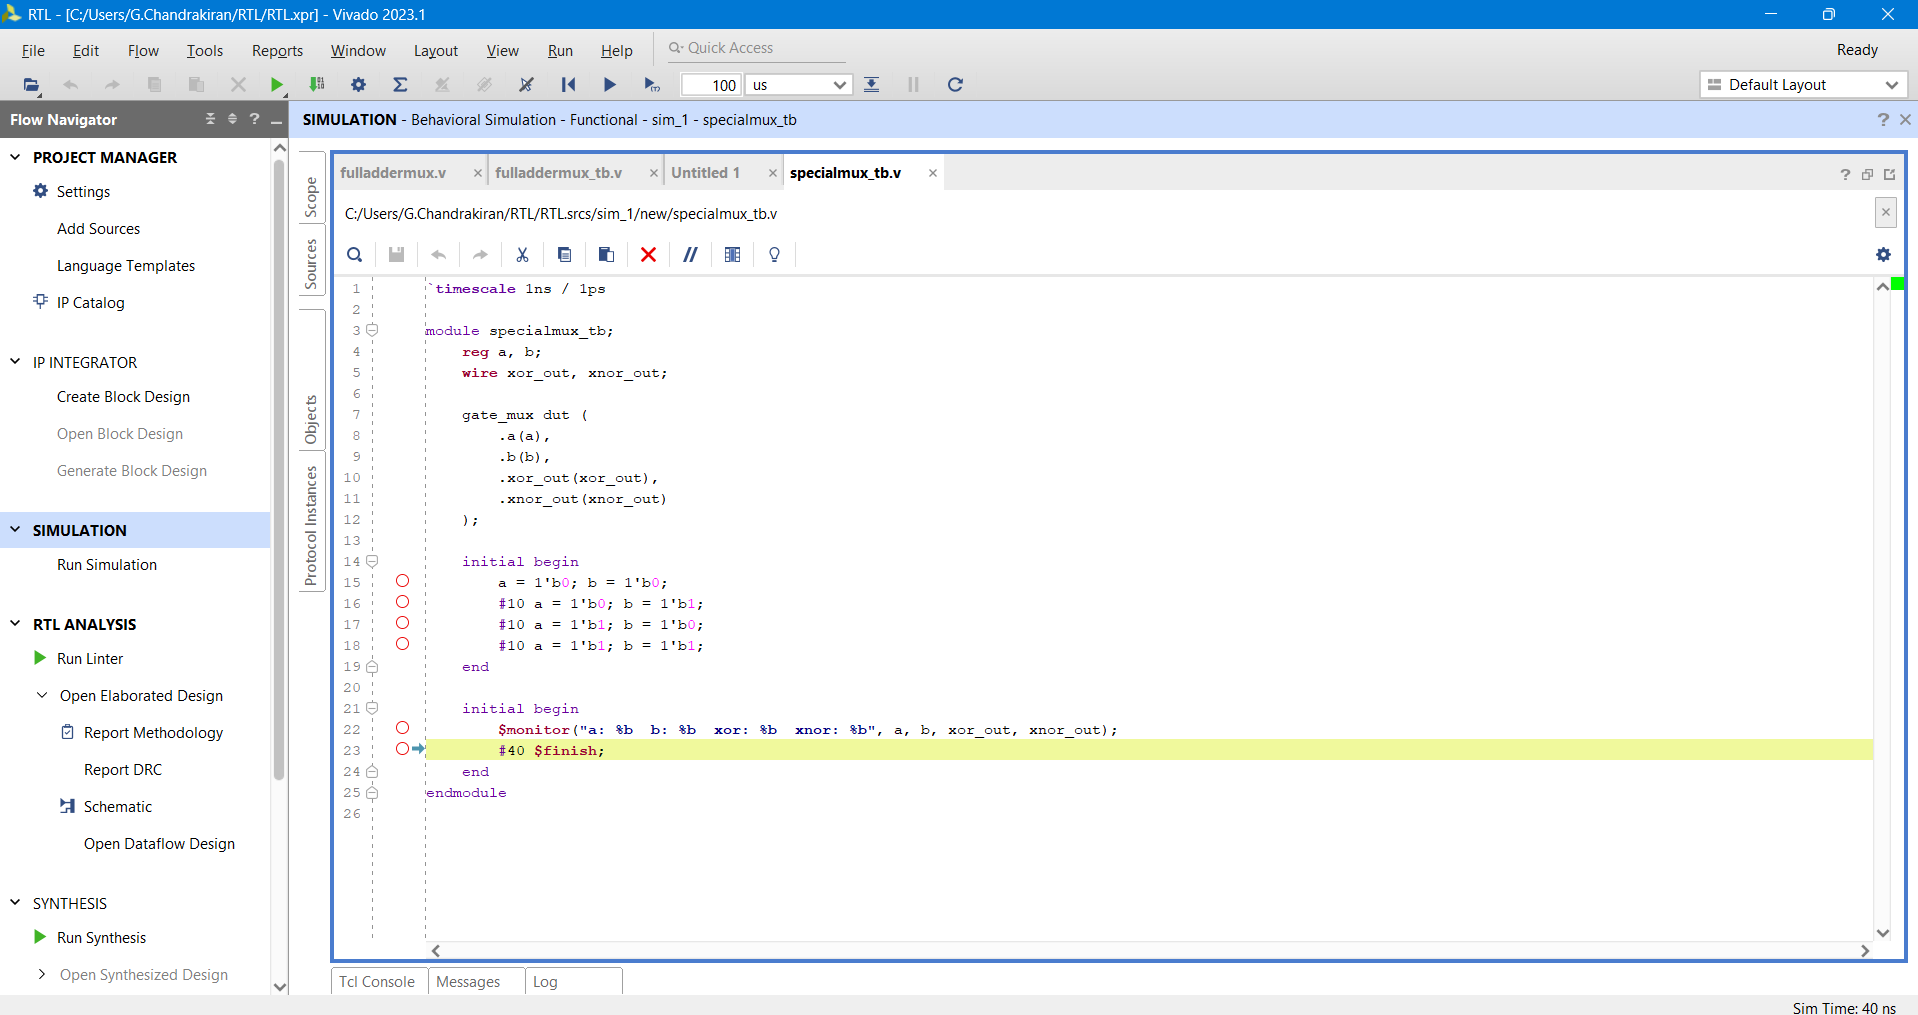 RTL - [C:/Users/G.Chandrakiran/RTL/RTL.xpr] - Vivado 2023.1
File Edit Flow Tools Reports Window Layout View Run Help Quick Access Ready
100 us Default Layout
Flow Navigator ?
SIMULATION - Behavioral Simulation - Functional - sim_1 - specialmux_tb ?
PROJECT MANAGER
Settings
Add Sources
Language Templates
IP Catalog
IP INTEGRATOR
Create Block Design
Open Block Design
Generate Block Design
SIMULATION
Run Simulation
RTL ANALYSIS
Run Linter
Open Elaborated Design
Report Methodology
Report DRC
Schematic
Open Dataflow Design
SYNTHESIS
Run Synthesis
Open Synthesized Design
Scope
Sources
Objects
Protocol Instances
fulladdermux.v fulladdermux_tb.v Untitled 1 specialmux_tb.v ?
C:/Users/G.Chandrakiran/RTL/RTL.srcs/sim_1/new/specialmux_tb.v
1 `timescale 1ns / 1ps
2
3 module specialmux_tb;
4 reg a, b;
5 wire xor_out, xnor_out;
6
7 gate_mux dut (
8 .a(a),
9 .b(b),
10 .xor_out(xor_out),
11 .xnor_out(xnor_out)
12 );
13
14 initial begin
15 a = 1'b0; b = 1'b0;
16 #10 a = 1'b0; b = 1'b1;
17 #10 a = 1'b1; b = 1'b0;
18 #10 a = 1'b1; b = 1'b1;
19 end
20
21 initial begin
22 $monitor("a: %b  b: %b  xor: %b  xnor: %b", a, b, xor_out, xnor_out);
23 #40 $finish;
24 end
25 endmodule
26
Tcl Console Messages Log
Sim Time: 40 ns